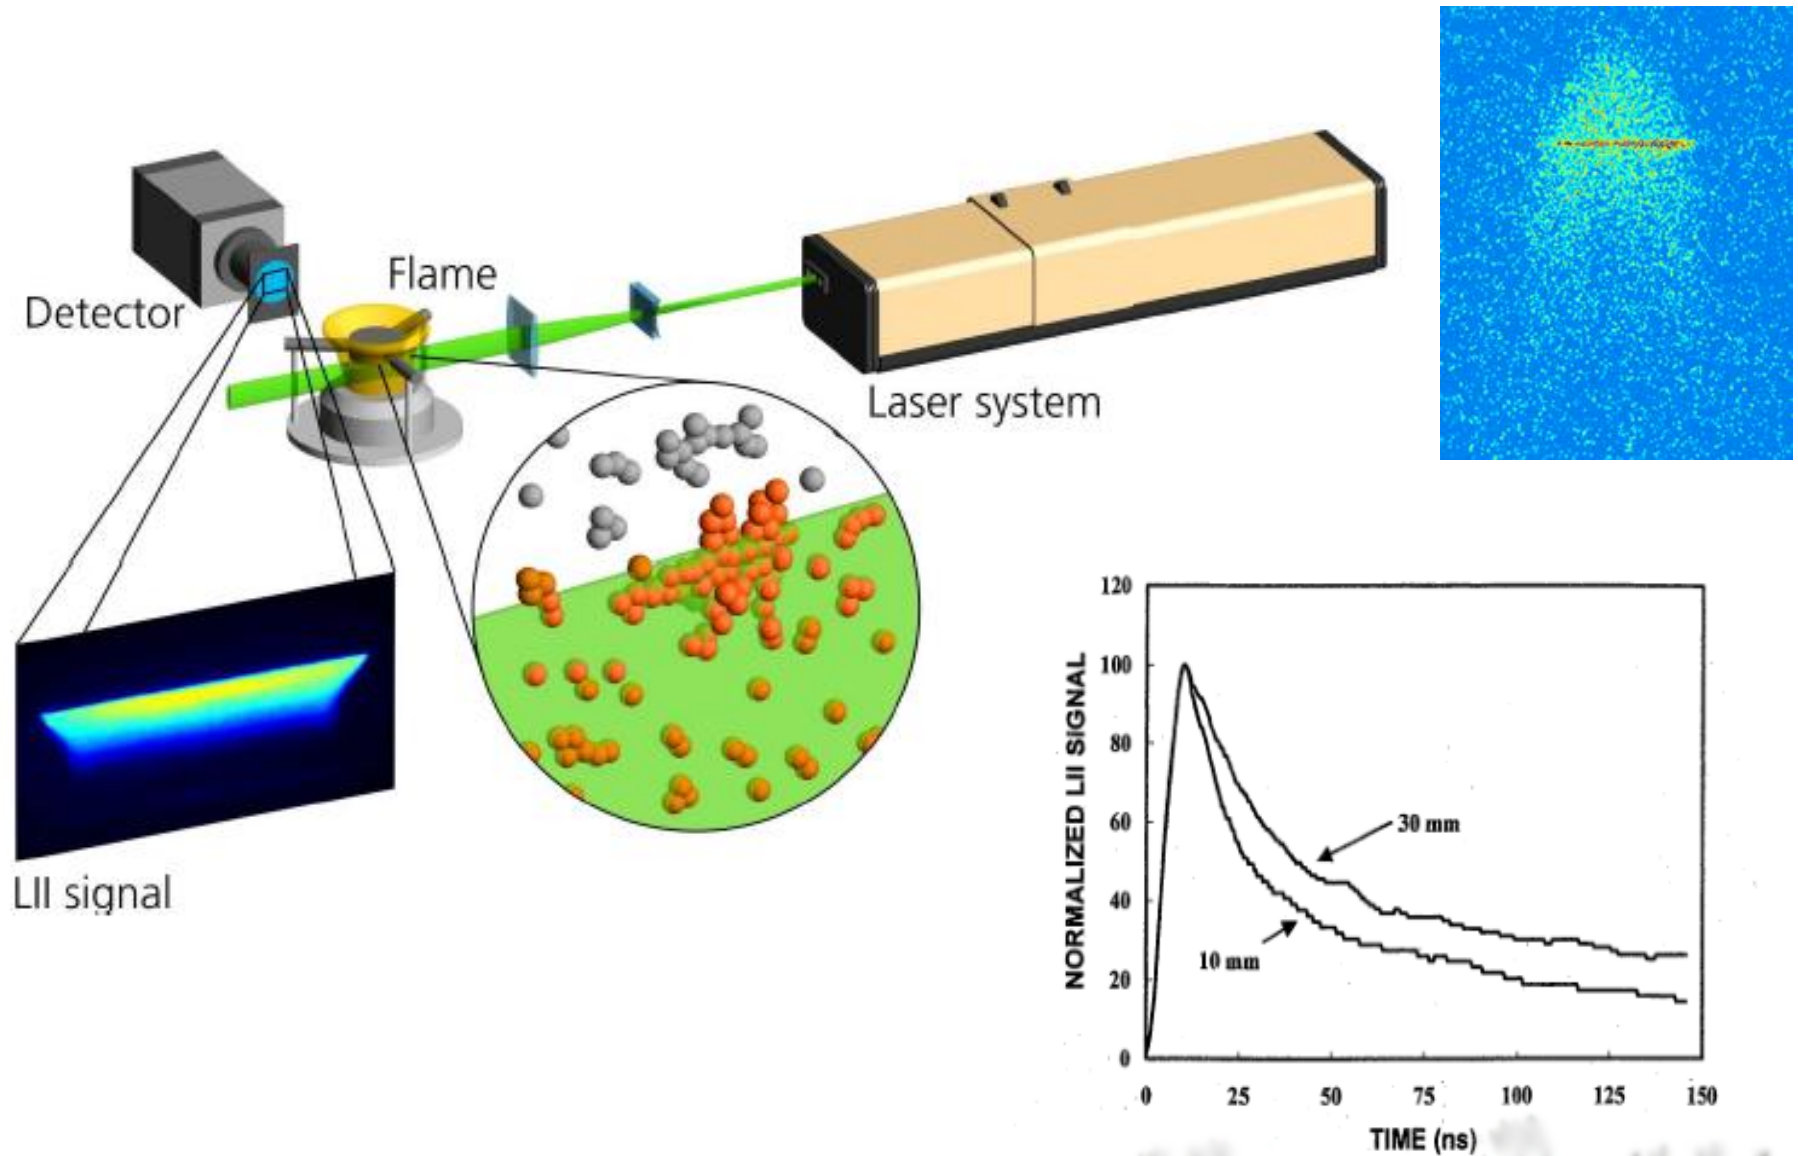 Flame
Detector
Laser system
LII signal
NORMALIZED LII SIGNAL
120
100
80
60
40
20
0
30 mm
10 mm
0 25 50 75 100 125 150
TIME (ns)